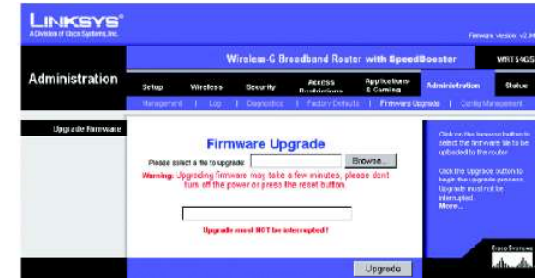 LINKSYS®
A Division of Cisco Systems, Inc.
Firmware Version: v2.04
Wireless-G Broadband Router with SpeedBooster
WRT54GS
Administration
Setup
Wireless
Security
Access Restrictions
Applications & Gaming
Administration
Status
Management | Log | Diagnostics | Factory Defaults | Firmware Upgrade | Config Management
Upgrade Firmware
Firmware Upgrade
Please select a file to upgrade: Browse...
Warning: Upgrading firmware may take a few minutes, please don't
turn off the power or press the reset button.
Upgrade must NOT be interrupted !
Upgrade
Click on the browse button to
select the firmware file to be
uploaded to the router.
Click the Upgrade button to
begin the upgrade process.
Upgrade must not be
interrupted.
More...
Cisco Systems